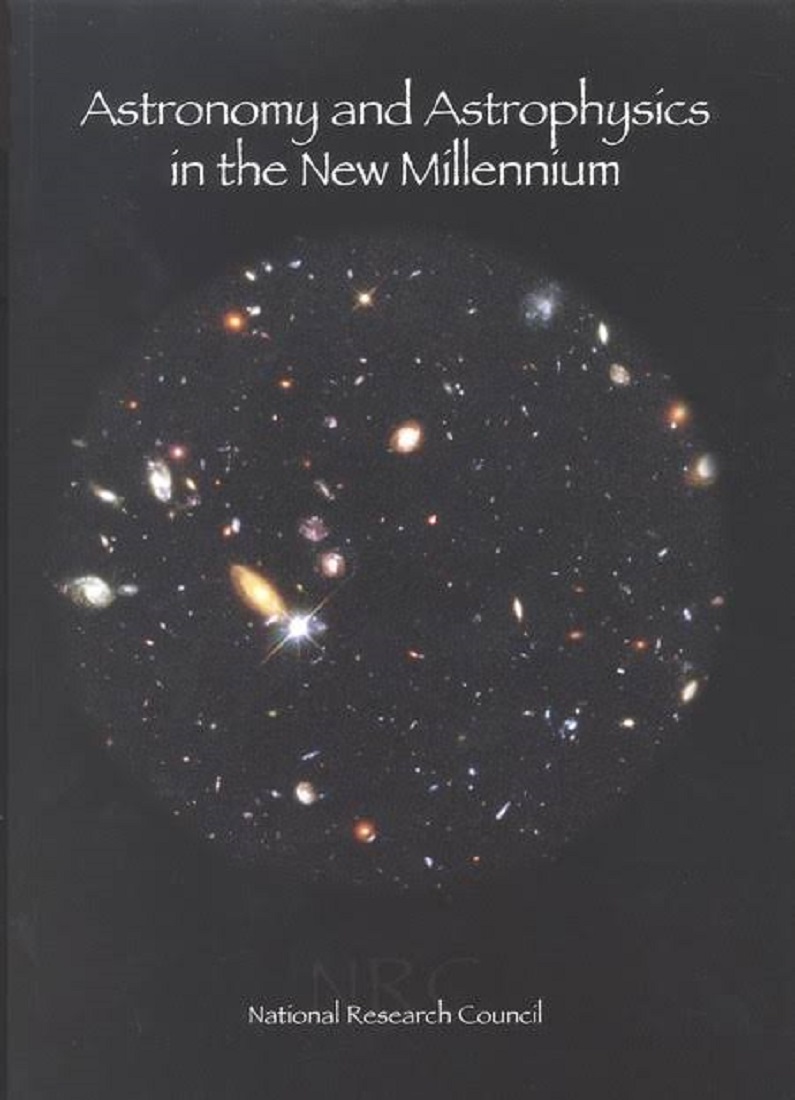 Astronomy and Astrophysics
in the New Millennium
NRC
National Research Council